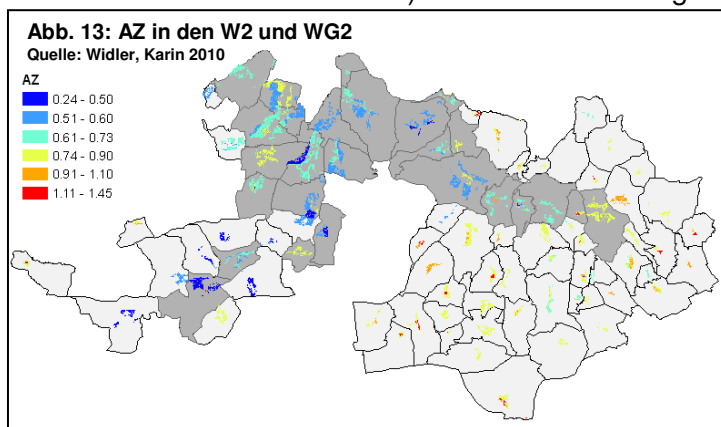 Abb. 13: AZ in den W2 und WG2
Quelle: Widler, Karin 2010
AZ
0.24 - 0.50
0.51 - 0.60
0.61 - 0.73
0.74 - 0.90
0.91 - 1.10
1.11 - 1.45